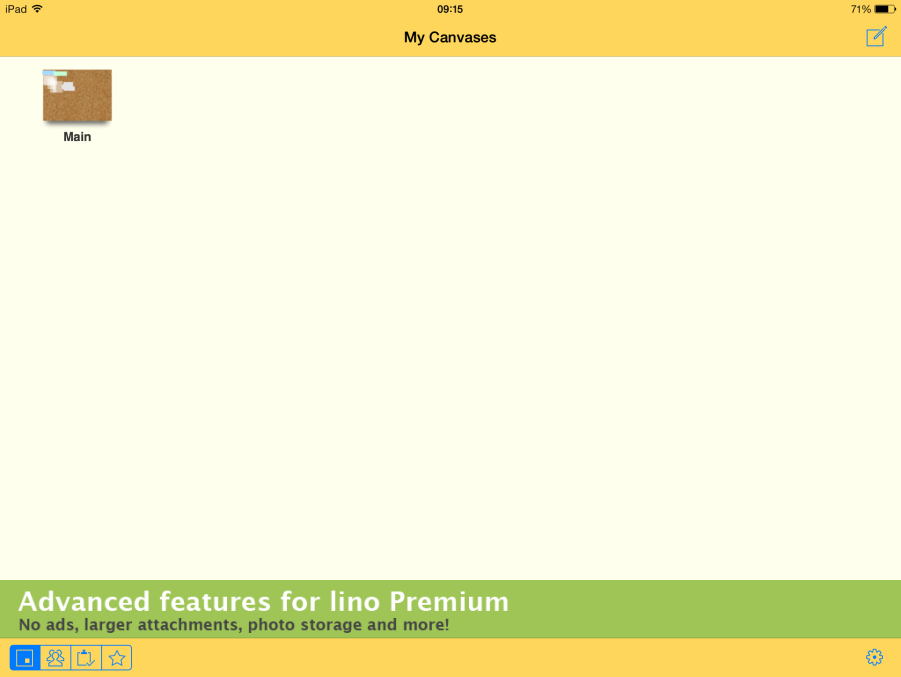 iPad 09:15 71%
My Canvases
Main
Advanced features for lino Premium
No ads, larger attachments, photo storage and more!